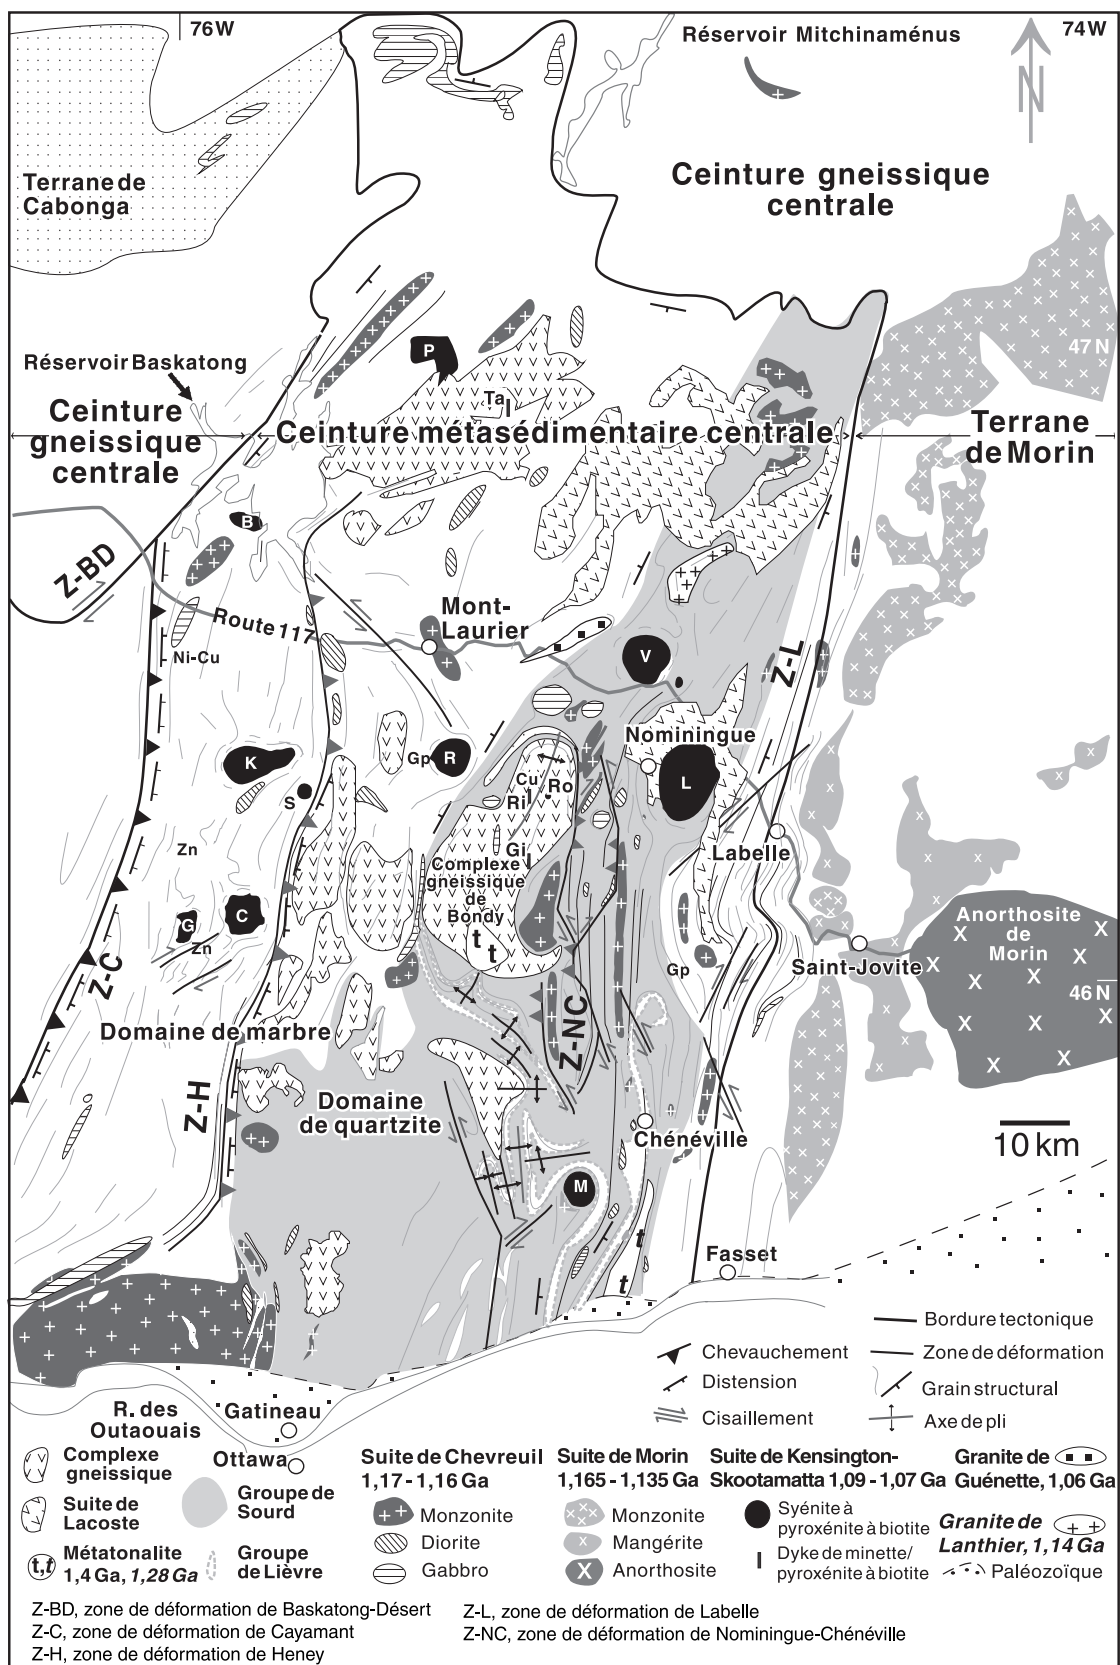 76W
Réservoir Mitchinaménus
74W
N
Terrane de
Cabonga
Ceinture gneissique
centrale
47N
Réservoir Baskatong
P
Ta
Ceinture
gneissique
centrale
Ceinture métasédimentaire centrale
Terrane
de Morin
B
Z-BD
Route 117
Mont-
Laurier
Ni-Cu
V
Z-L
Nominingue
K
Gp
R
Cu
Ri
Ro
L
S
Zn
Gi
Labelle
Complexe
gneissique
de
Bondy
G
C
Zn
t
t
Anorthosite
de
Morin
Z-C
Gp
Saint-Jovite
46N
Z-NC
Domaine de marbre
Z-H
Domaine
de quartzite
Chénéville
10 km
M
t
Fasset
t
Chevauchement
Distension
Cisaillement
Bordure tectonique
Zone de déformation
Grain structural
Axe de pli
R. des
Outaouais
Gatineau
Ottawa
Complexe
gneissique
Suite de
Lacoste
t,t
Métatonalite
1,4 Ga, 1,28 Ga
Groupe de
Sourd
Groupe
de Lièvre
Suite de Chevreuil
1,17 - 1,16 Ga
Monzonite
Diorite
Gabbro
Suite de Morin
1,165 - 1,135 Ga
Monzonite
Mangérite
Anorthosite
Suite de Kensington-
Skootamatta 1,09 - 1,07 Ga
Syénite à
pyroxénite à biotite
Dyke de minette/
pyroxénite à biotite
Granite de
Guénette, 1,06 Ga
Granite de
Lanthier, 1,14 Ga
Paléozoïque
Z-BD, zone de déformation de Baskatong-Désert
Z-C, zone de déformation de Cayamant
Z-H, zone de déformation de Heney
Z-L, zone de déformation de Labelle
Z-NC, zone de déformation de Nominingue-Chénéville